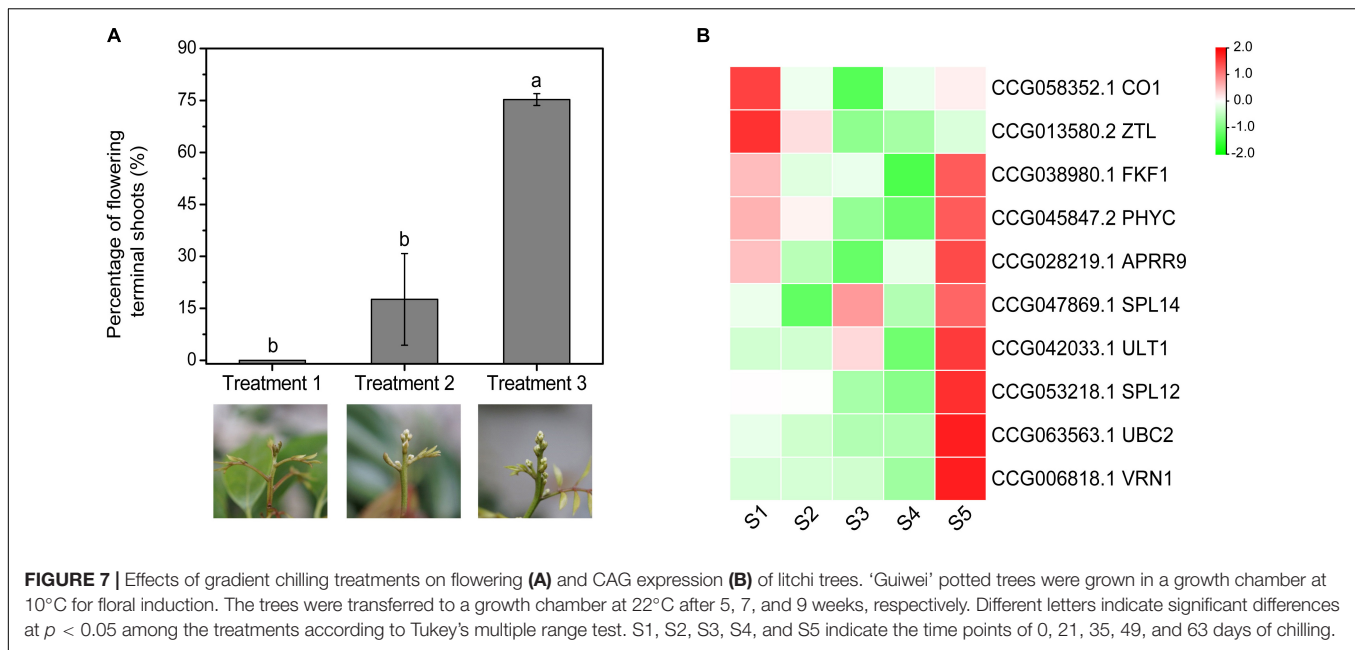 A
90
75
60
45
30
15
0
Percentage of flowering
terminal shoots (%)
b
b
a
Treatment 1
Treatment 2
Treatment 3
B
2.0
1.0
0.0
-1.0
-2.0
CCG058352.1 CO1
CCG013580.2 ZTL
CCG038980.1 FKF1
CCG045847.2 PHYC
CCG028219.1 APRR9
CCG047869.1 SPL14
CCG042033.1 ULT1
CCG053218.1 SPL12
CCG063563.1 UBC2
CCG006818.1 VRN1
S1
S2
S3
S4
S5
FIGURE 7 | Effects of gradient chilling treatments on flowering (A) and CAG expression (B) of litchi trees. ‘Guiwei’ potted trees were grown in a growth chamber at
10°C for floral induction. The trees were transferred to a growth chamber at 22°C after 5, 7, and 9 weeks, respectively. Different letters indicate significant differences
at p < 0.05 among the treatments according to Tukey’s multiple range test. S1, S2, S3, S4, and S5 indicate the time points of 0, 21, 35, 49, and 63 days of chilling.